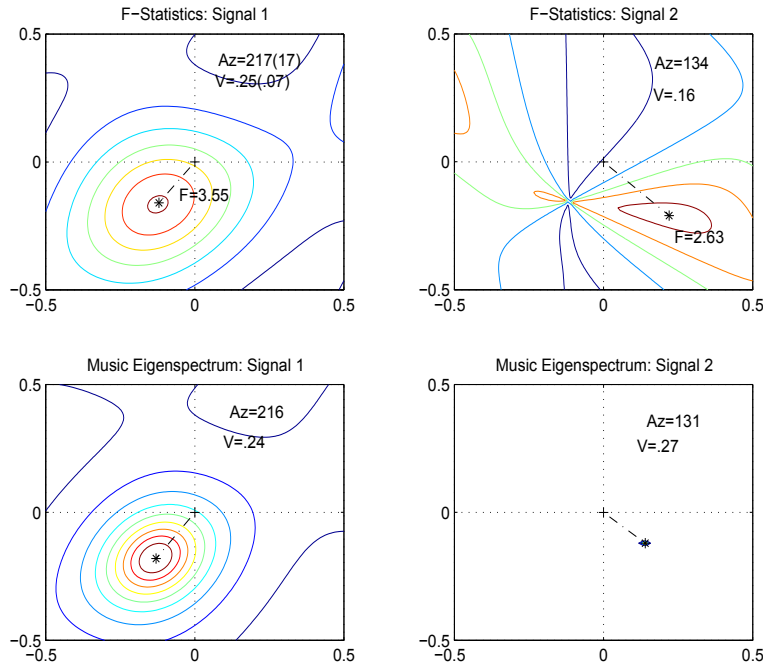 F−Statistics: Signal 1
F−Statistics: Signal 2
0.5
Az=217(17)
V=.25(.07)
0
F=3.55
−0.5
−0.5
0
0.5
0.5
Az=134
V=.16
0
F=2.63
−0.5
−0.5
0
0.5
Music Eigenspectrum: Signal 1
Music Eigenspectrum: Signal 2
0.5
Az=216
V=.24
0
−0.5
−0.5
0
0.5
0.5
Az=131
V=.27
0
−0.5
−0.5
0
0.5